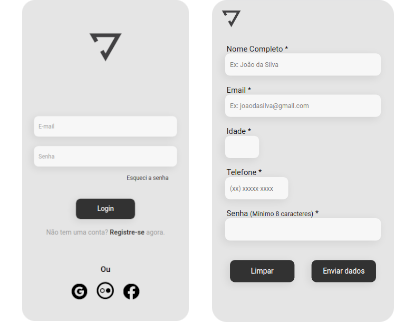 E-mail
Senha
Esqueci a senha
Login
Não tem uma conta? Registre-se agora.
Ou
Nome Completo *
Ex: João da Silva
Email *
Ex: joaodasilva@gmail.com
Idade *
Telefone *
(xx) xxxxx xxxx
Senha (Mínimo 8 caracteres) *
Limpar
Enviar dados